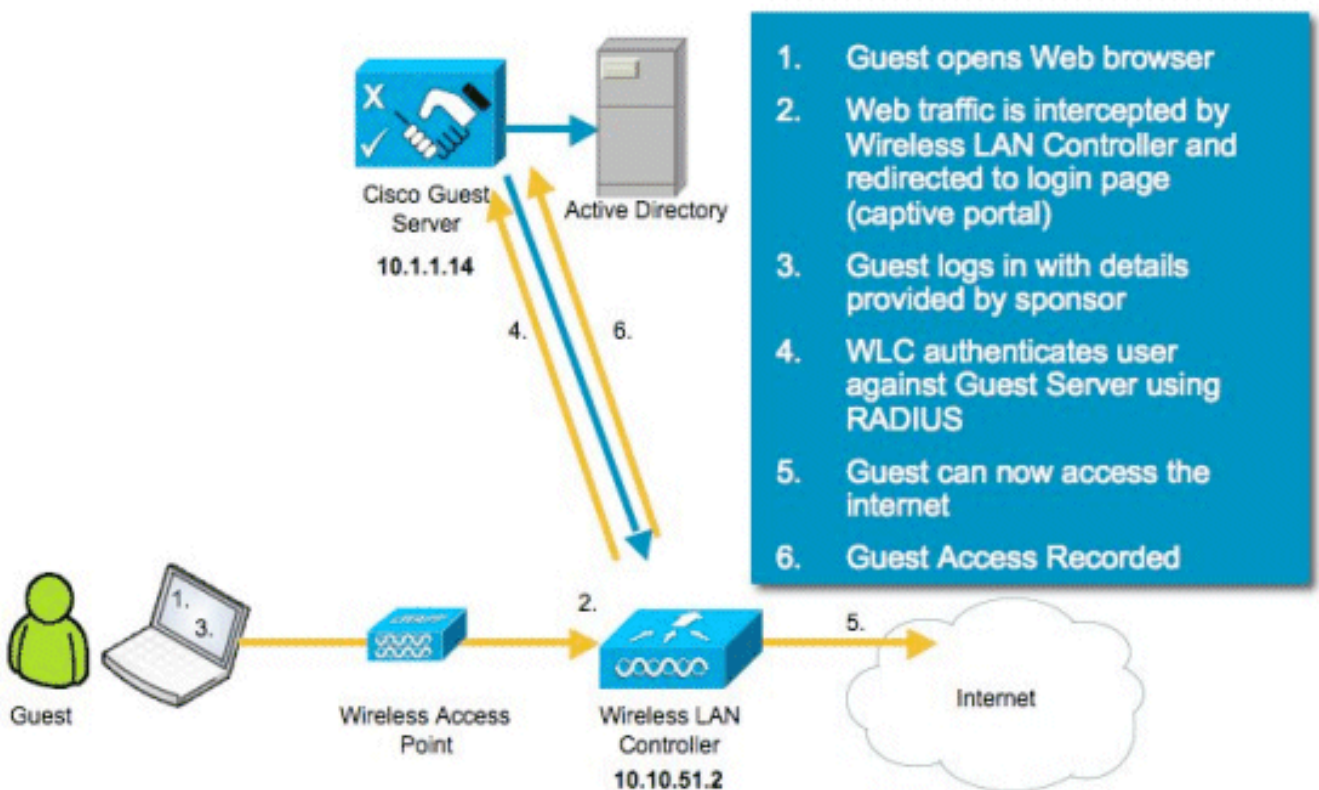 Cisco Guest
Server
10.1.1.14
Active Directory
1. Guest opens Web browser
2. Web traffic is intercepted by
Wireless LAN Controller and
redirected to login page
(captive portal)
3. Guest logs in with details
provided by sponsor
4. WLC authenticates user
against Guest Server using
RADIUS
5. Guest can now access the
internet
6. Guest Access Recorded
4.
6.
1.
3.
2.
5.
Guest
Wireless Access
Point
Wireless LAN
Controller
10.10.51.2
Internet